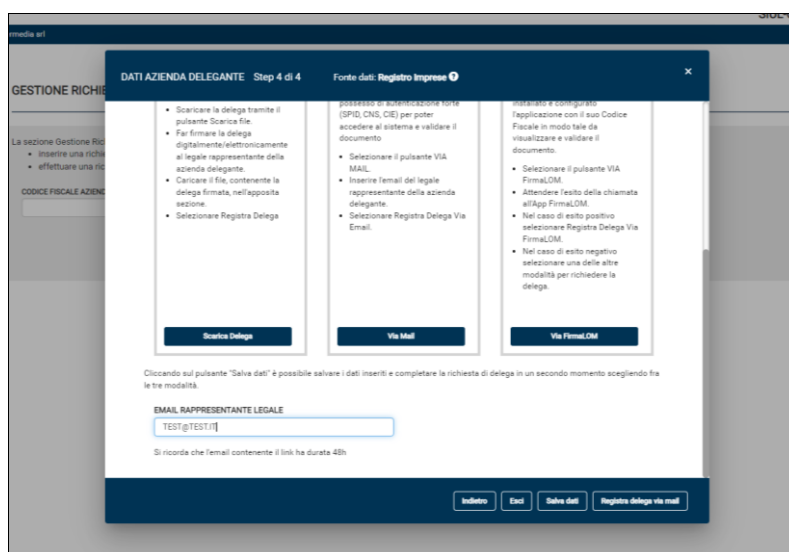 rmedia arl
DATI AZIENDA DELEGANTE Step 4 di 4
Fonte dati: Registro Imprese ?
×
GESTIONE RICHIE
La sezione Gestione Ric
• inserire una richie
• effettuare una ric
CODICE FISCALE AZIEND
• Scaricare la delega tramite il
pulsante Scarica file.
• Far firmare la delega
digitalmente/elettronicamente
al legale rappresentante della
azienda delegante.
• Caricare il file, contenente la
delega firmata, nell'apposita
sezione.
• Selezionare Registra Delega
Scarica Delega
possesso di autenticazione forte
(SPID, CNS, CIE) per poter
accedere al sistema e validare il
documento
• Selezionare il pulsante VIA
MAIL.
• Inserire l'email del legale
rappresentante della azienda
delegante.
• Selezionare Registra Delega Via
Email.
Via Mail
installato e configurato
l'applicazione con il suo Codice
Fiscale in modo tale da
visualizzare e validare il
documento.
• Selezionare il pulsante VIA
FirmaLOM.
• Attendere l'esito della chiamata
all'App FirmaLOM.
• Nel caso di esito positivo
selezionare Registra Delega Via
FirmaLOM.
• Nel caso di esito negativo
selezionare una delle altre
modalità per richiedere la
delega.
Via FirmaLOM
Cliccando sul pulsante "Salva dati" è possibile salvare i dati inseriti e completare la richiesta di delega in un secondo momento scegliendo fra
le tre modalità.
EMAIL RAPPRESENTANTE LEGALE
TEST@TEST.IT
Si ricorda che l'email contenente il link ha durata 48h
Indietro
Esci
Salva dati
Registra delega via mail